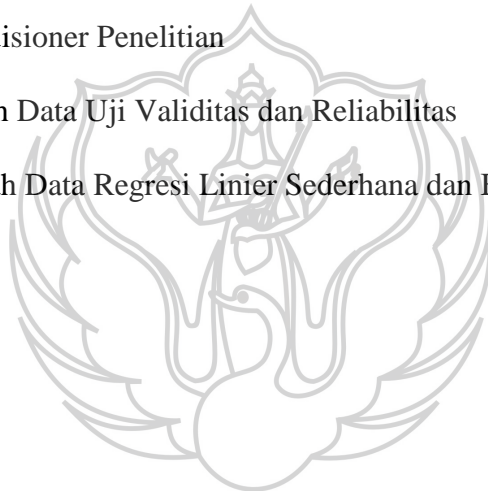 isioner Penelitian
n Data Uji Validitas dan Reliabilitas
h Data Regresi Linier Sederhana dan